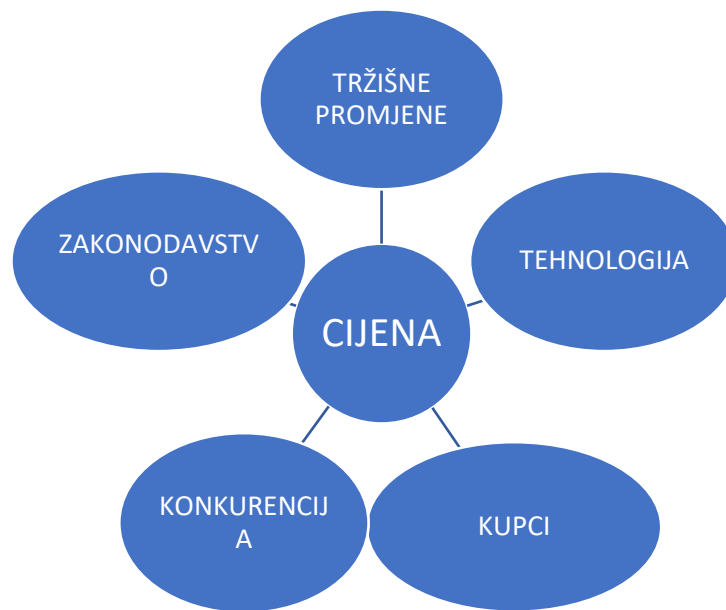 TRŽIŠNE
PROMJENE
ZAKONODAVSTV
O
TEHNOLOGIJA
CIJENA
KONKURENCIJ
A
KUPCI